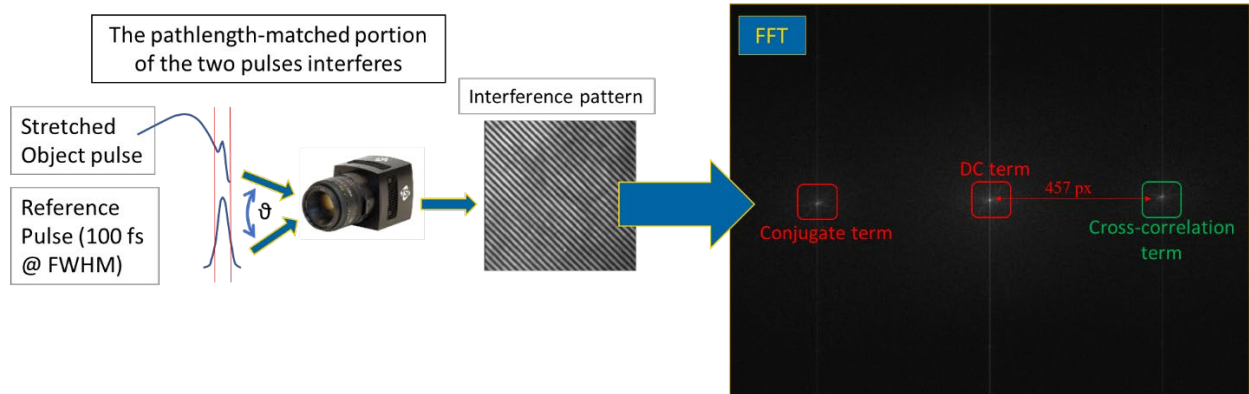 The pathlength-matched portion
of the two pulses interferes
Stretched
Object pulse
Reference
Pulse (100 fs
@ FWHM)
ϑ
Interference pattern
FFT
Conjugate term
DC term
457 px
Cross-correlation
term